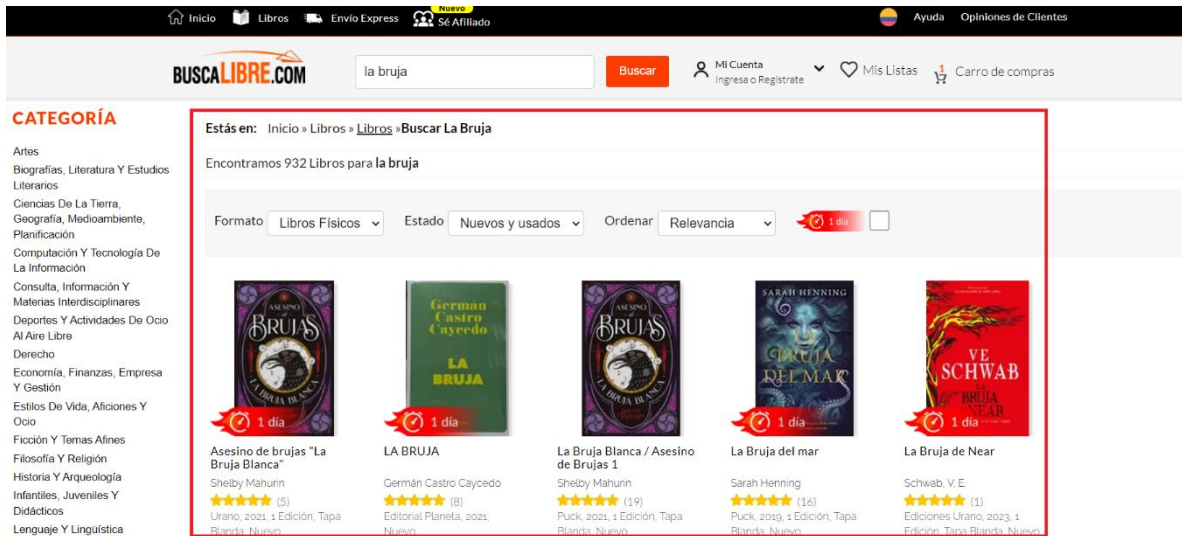 Inicio Libros Envío Express Nuevo Sé Afiliado Ayuda Opiniones de Clientes
BUSCALIBRE.COM la bruja Buscar Mi Cuenta Ingresa o Regístrate Mis Listas 1 Carro de compras
CATEGORÍA
Artes
Biografías, Literatura Y Estudios
Literarios
Ciencias De La Tierra,
Geografía, Medioambiente,
Planificación
Computación Y Tecnología De
La Información
Consulta, Información Y
Materias Interdisciplinares
Deportes Y Actividades De Ocio
Al Aire Libre
Derecho
Economía, Finanzas, Empresa
Y Gestión
Estilos De Vida, Aficiones Y
Ocio
Ficción Y Temas Afines
Filosofía Y Religión
Historia Y Arqueología
Infantiles, Juveniles Y
Didácticos
Lenguaje Y Lingüística
Estás en: Inicio » Libros » Libros »Buscar La Bruja
Encontramos 932 Libros para la bruja
Formato Libros Físicos Estado Nuevos y usados Ordenar Relevancia 1 día
ASESINO
BRUJAS
LA BRUJA BLANCA
1 día
Asesino de brujas "La
Bruja Blanca"
Shelby Mahurin
(5)
Urano, 2021, 1 Edición, Tapa
Blanda, Nuevo
Germán
Castro
Caycedo
LA
BRUJA
1 día
LA BRUJA
Germán Castro Caycedo
(8)
Editorial Planeta, 2021,
Nuevo
ASESINO
BRUJAS
LA BRUJA BLANCA
1 día
La Bruja Blanca / Asesino
de Brujas 1
Shelby Mahurin
(19)
Puck, 2021, 1 Edición, Tapa
Blanda, Nuevo
SARAH HENNING
BRUJA
DEL MAR
1 día
La Bruja del mar
Sarah Henning
(16)
Puck, 2019, 1 Edición, Tapa
Blanda, Nuevo
VE
SCHWAB
LA
BRUJA
NEAR
1 día
La Bruja de Near
Schwab, V. E.
(1)
Ediciones Urano, 2023, 1
Edición, Tapa Blanda, Nuevo